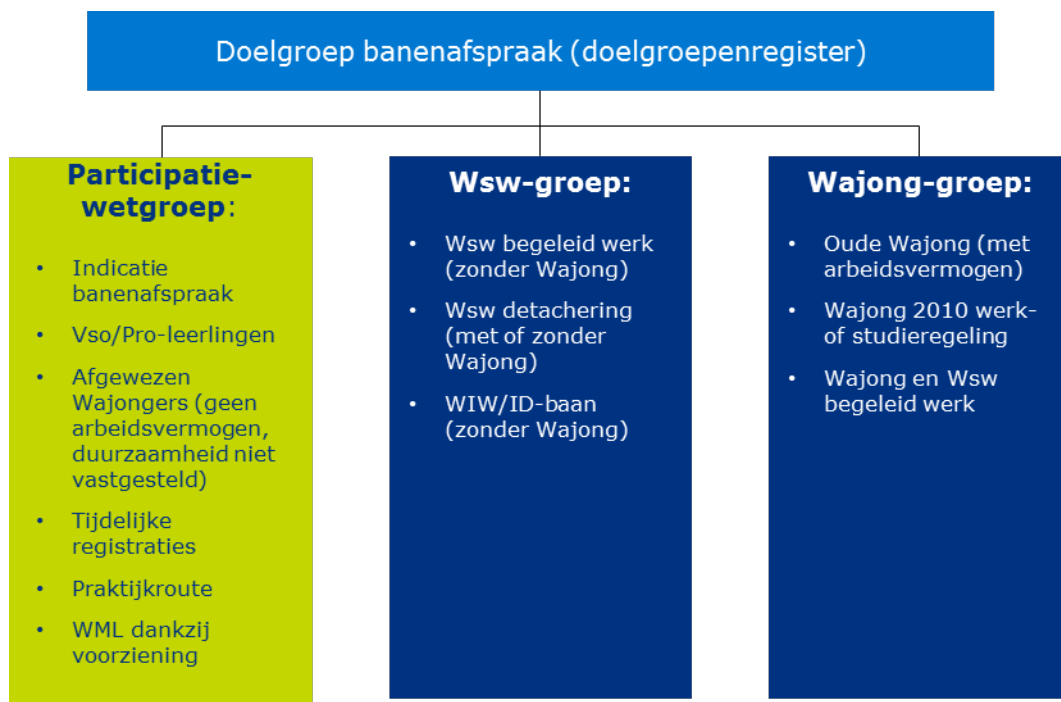 Doelgroep banenafspraak (doelgroepenregister)
Participatie-
wetgroep:
• Indicatie
banenafspraak
• Vso/Pro-leerlingen
• Afgewezen
Wajongers (geen
arbeidsvermogen,
duurzaamheid niet
vastgesteld)
• Tijdelijke
registraties
• Praktijkroute
• WML dankzij
voorziening
Wsw-groep:
• Wsw begeleid werk
(zonder Wajong)
• Wsw detachering
(met of zonder
Wajong)
• WIW/ID-baan
(zonder Wajong)
Wajong-groep:
• Oude Wajong (met
arbeidsvermogen)
• Wajong 2010 werk-
of studieregeling
• Wajong en Wsw
begeleid werk